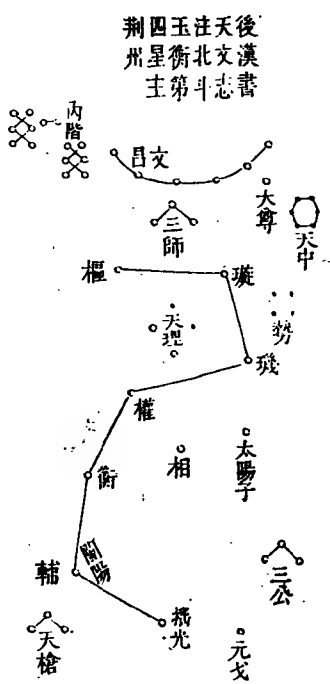 後漢書
天文志
注北斗
玉衡第
四星主
荆州
内階
文昌
大尊
天中
三師
樞
璇
天理
勢
璣
權
相
太陽子
衡
開陽
輔
三公
搖光
天槍
元戈